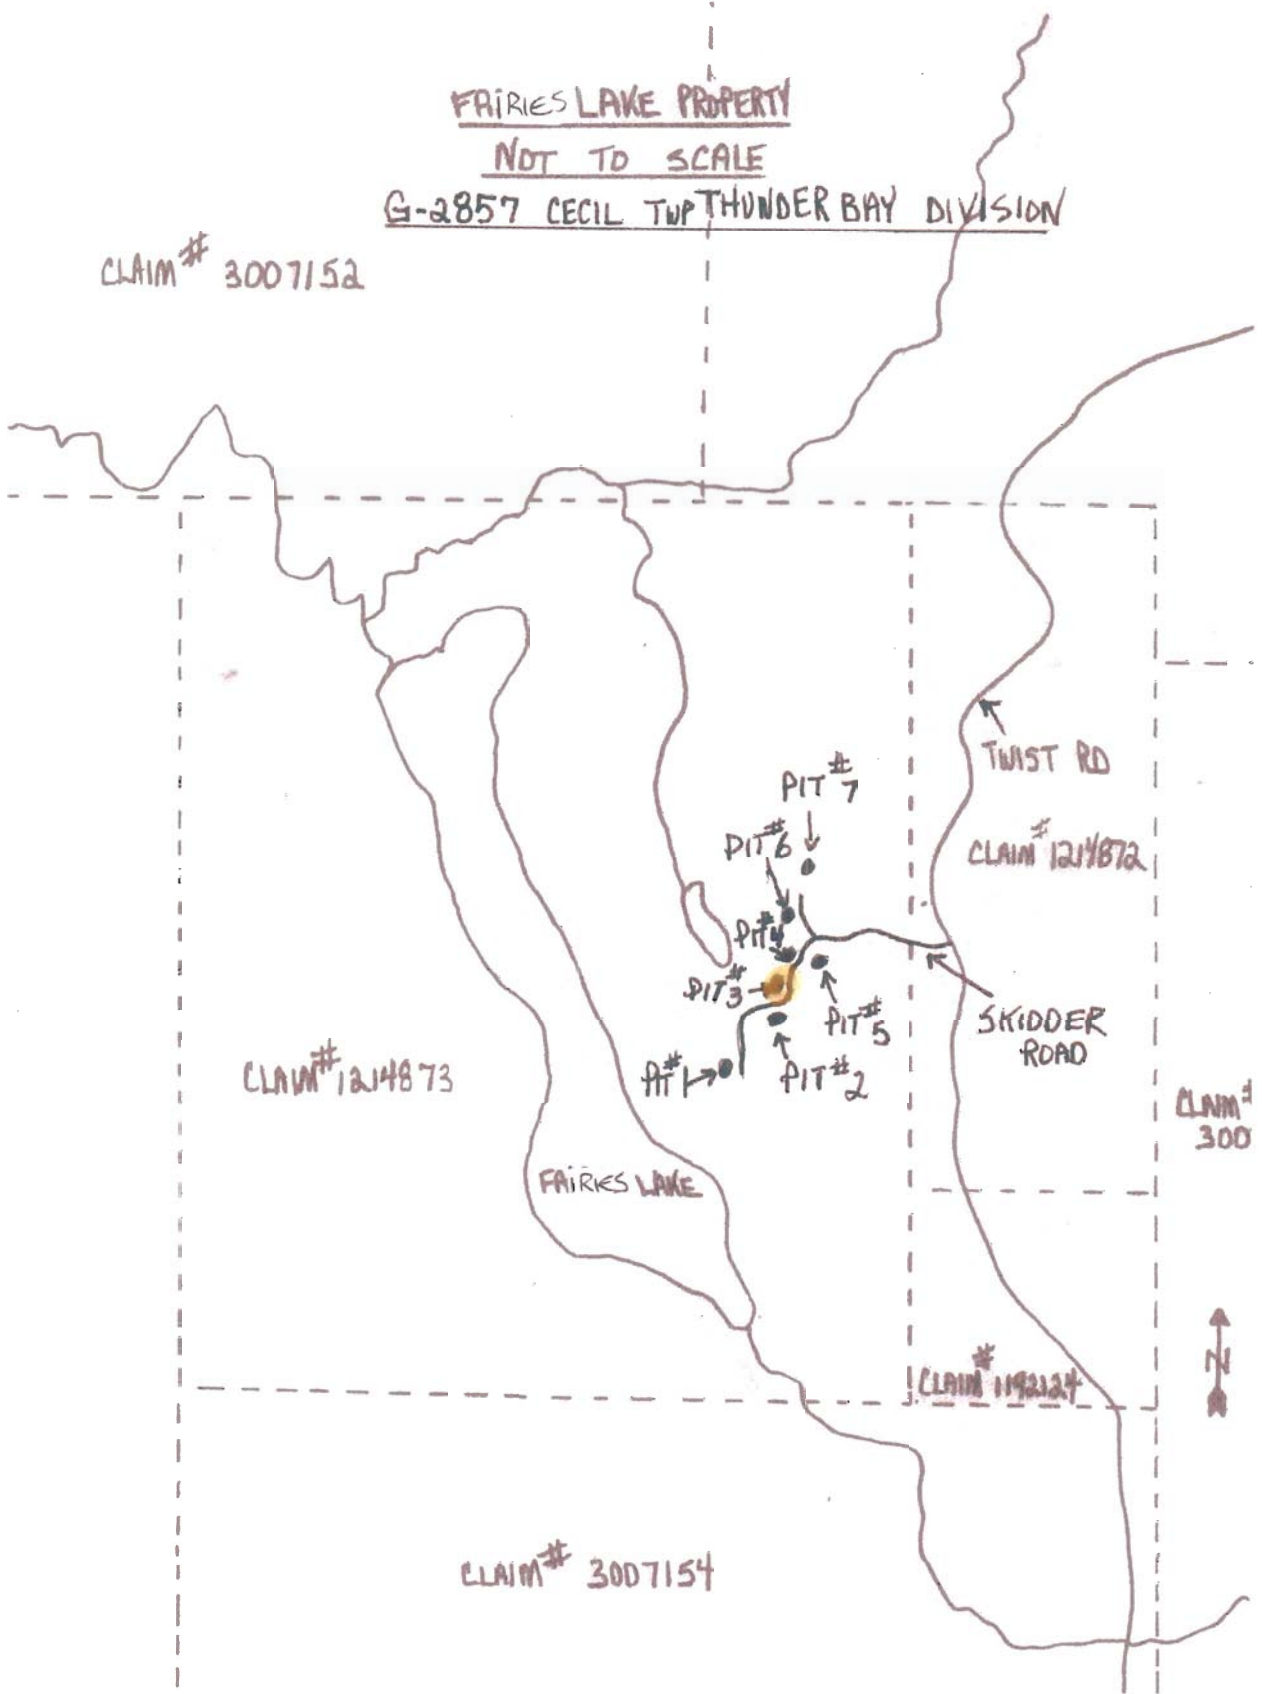 FAIRIES LAKE PROPERTY
NOT TO SCALE
G-2857 CECIL TWP THUNDER BAY DIVISION
CLAIM # 3007152
TWIST RD
PIT # 7
PIT # 6
CLAIM # 1214872
PIT # 4
PIT # 3
PIT # 5
SKIDDER
ROAD
CLAIM # 1214873
PIT # 1
PIT # 2
CLAIM #
300
FAIRIES LAKE
N
CLAIM # 1192124
CLAIM # 3007154